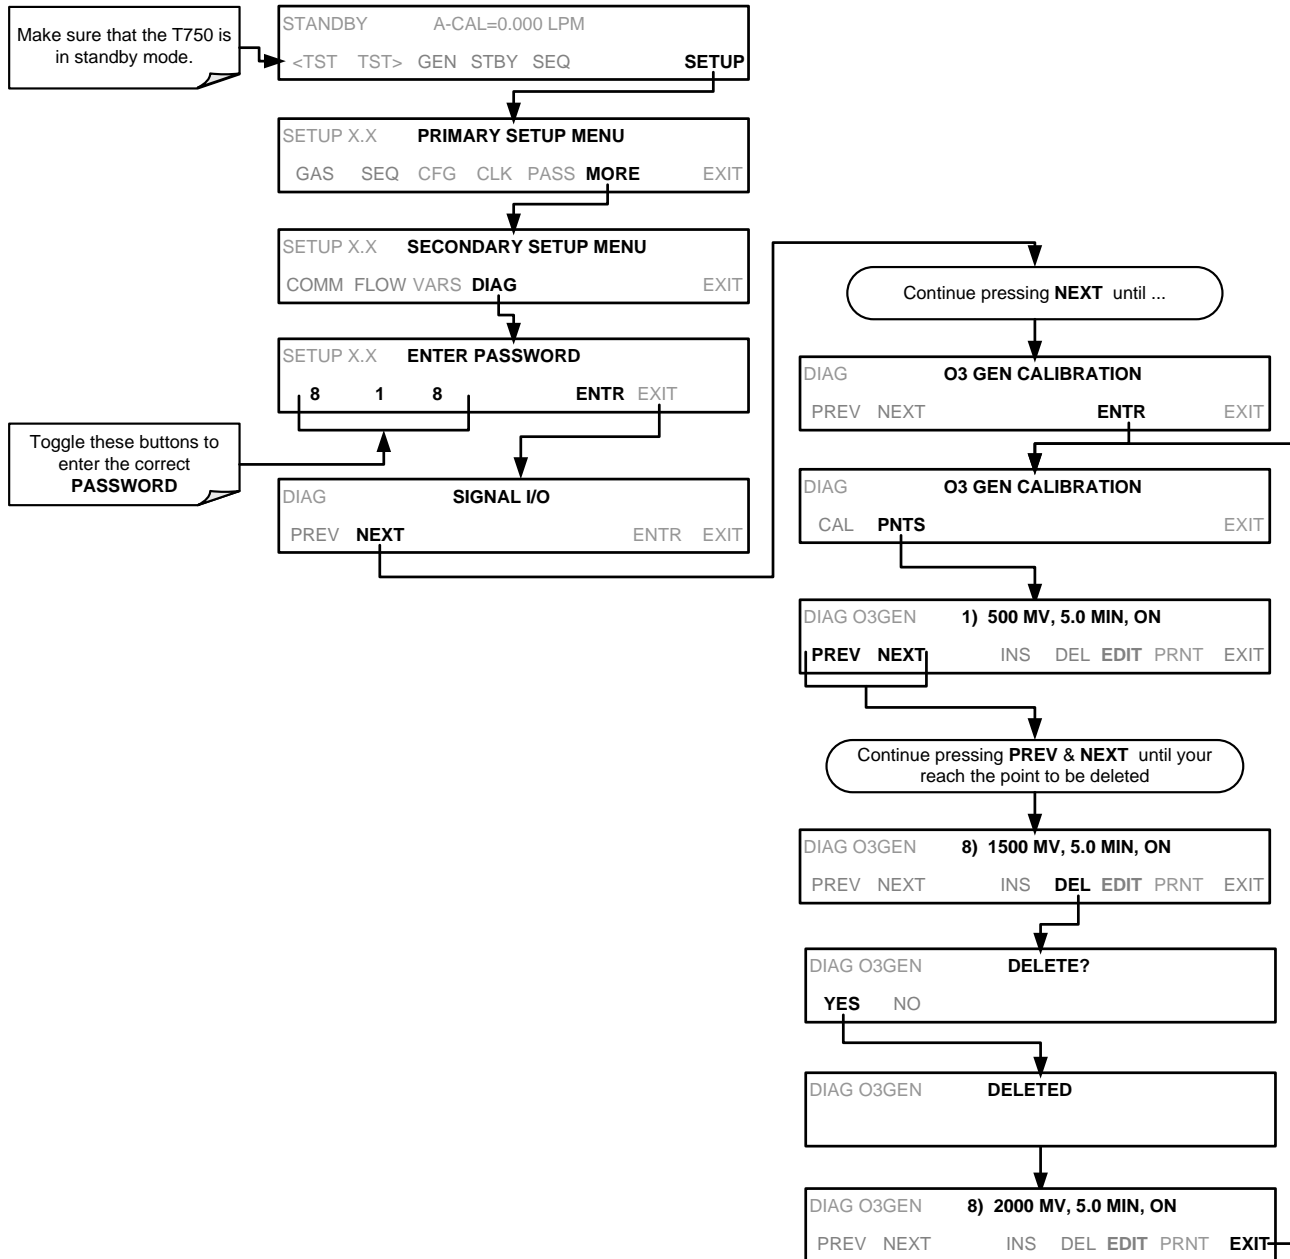 Make sure that the T750 is
in standby mode.
STANDBY A-CAL=0.000 LPM
<TST TST> GEN STBY SEQ SETUP
SETUP X.X PRIMARY SETUP MENU
GAS SEQ CFG CLK PASS MORE EXIT
SETUP X.X SECONDARY SETUP MENU
COMM FLOW VARS DIAG EXIT
SETUP X.X ENTER PASSWORD
8 1 8 ENTR EXIT
Toggle these buttons to
enter the correct
PASSWORD
DIAG SIGNAL I/O
PREV NEXT ENTR EXIT
Continue pressing NEXT until ...
DIAG O3 GEN CALIBRATION
PREV NEXT ENTR EXIT
DIAG O3 GEN CALIBRATION
CAL PNTS EXIT
DIAG O3GEN 1) 500 MV, 5.0 MIN, ON
PREV NEXT INS DEL EDIT PRNT EXIT
Continue pressing PREV & NEXT until your
reach the point to be deleted
DIAG O3GEN 8) 1500 MV, 5.0 MIN, ON
PREV NEXT INS DEL EDIT PRNT EXIT
DIAG O3GEN DELETE?
YES NO
DIAG O3GEN DELETED
DIAG O3GEN 8) 2000 MV, 5.0 MIN, ON
PREV NEXT INS DEL EDIT PRNT EXIT